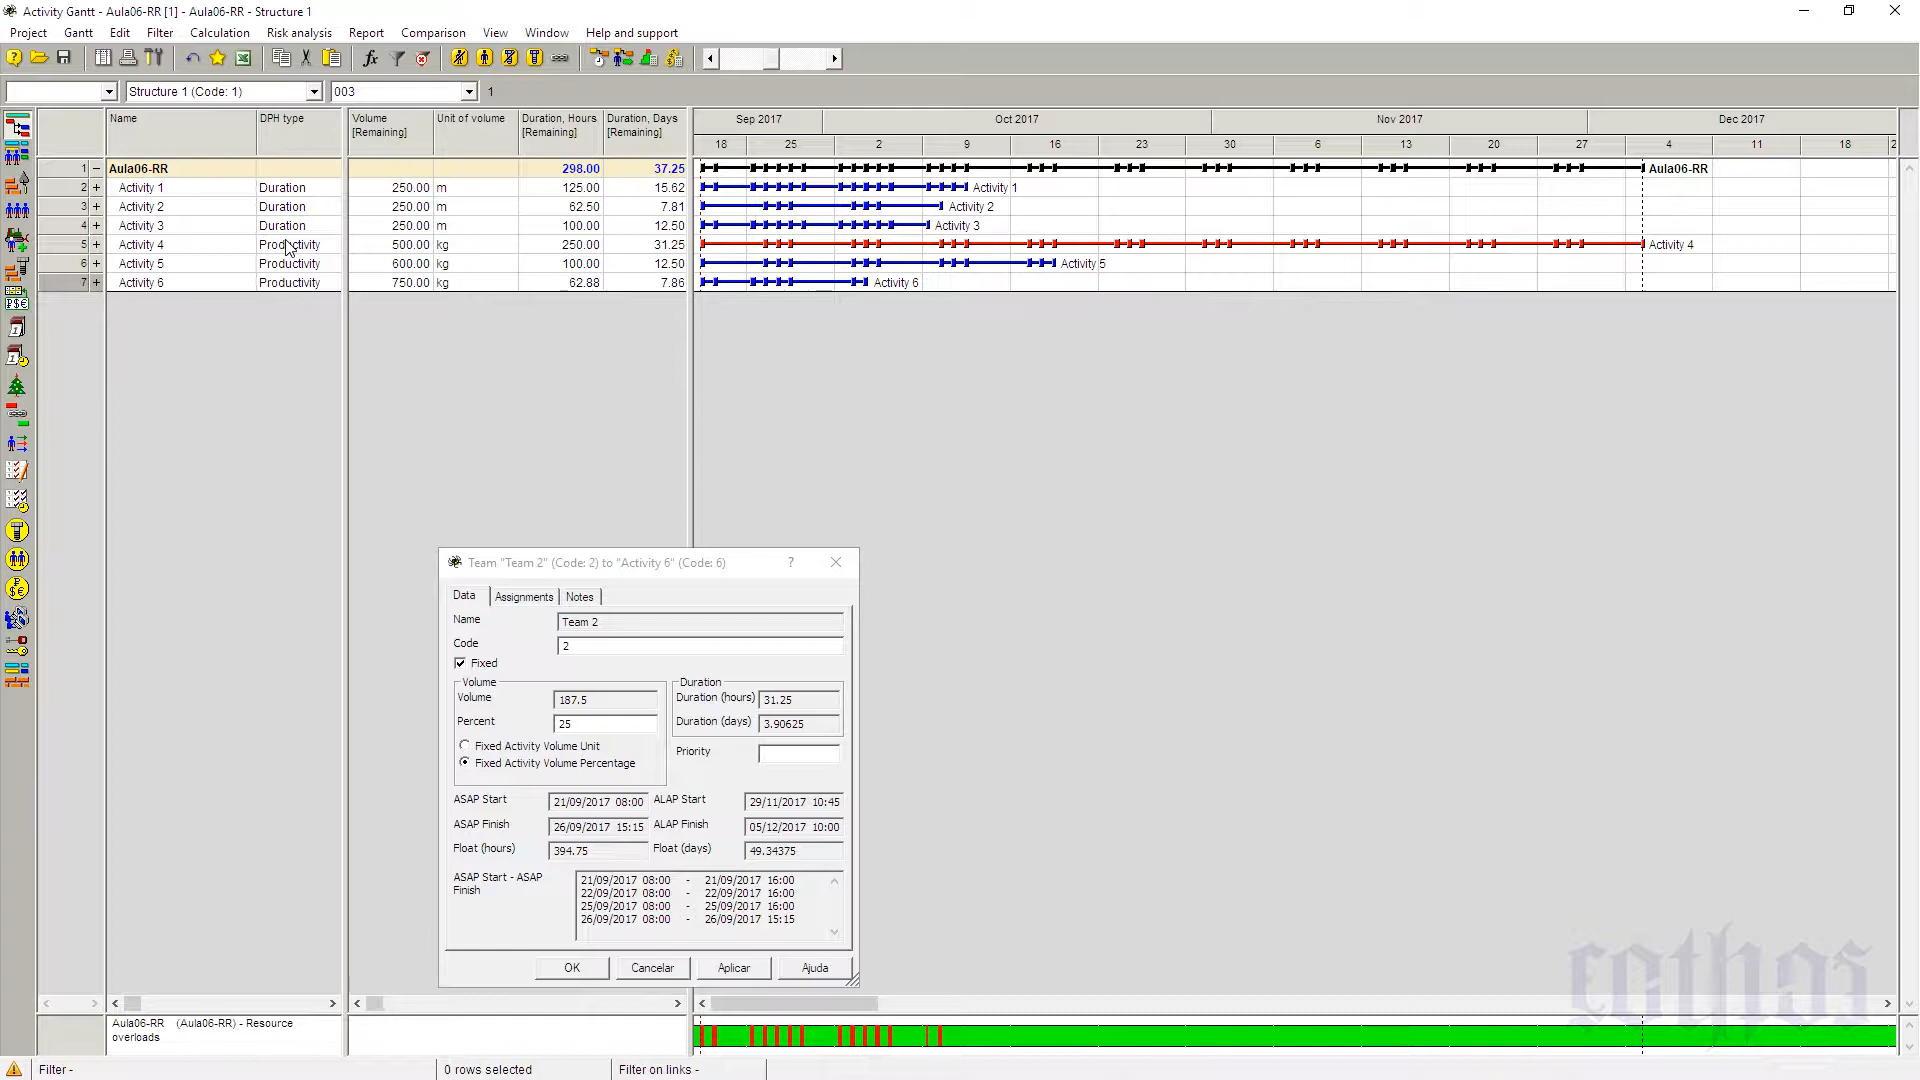 Activity Gantt - Aula06-RR [1] - Aula06-RR - Structure 1
Project Gantt Edit Filter Calculation Risk analysis Report Comparison View Window Help and support
Structure 1 (Code: 1) 003 1
Name DPH type Volume [Remaining] Unit of volume Duration, Hours [Remaining] Duration, Days [Remaining]
Sep 2017 Oct 2017 Nov 2017 Dec 2017
18 25 2 9 16 23 30 6 13 20 27 4 11 18 2
1 Aula06-RR 298.00 37.25 Aula06-RR
2 + Activity 1 Duration 250.00 m 125.00 15.62 Activity 1
3 + Activity 2 Duration 250.00 m 62.50 7.81 Activity 2
4 + Activity 3 Duration 250.00 m 100.00 12.50 Activity 3
5 + Activity 4 Productivity 500.00 kg 250.00 31.25 Activity 4
6 + Activity 5 Productivity 600.00 kg 100.00 12.50 Activity 5
7 + Activity 6 Productivity 750.00 kg 62.88 7.86 Activity 6
Team "Team 2" (Code: 2) to "Activity 6" (Code: 6) ?
Data Assignments Notes
Name Team 2
Code 2
Fixed
Volume Duration
Volume 187.5 Duration (hours) 31.25
Percent 25 Duration (days) 3.90625
Fixed Activity Volume Unit
Priority
Fixed Activity Volume Percentage
ASAP Start 21/09/2017 08:00 ALAP Start 29/11/2017 10:45
ASAP Finish 26/09/2017 15:15 ALAP Finish 05/12/2017 10:00
Float (hours) 394.75 Float (days) 49.34375
ASAP Start - ASAP Finish
21/09/2017 08:00 - 21/09/2017 16:00
22/09/2017 08:00 - 22/09/2017 16:00
25/09/2017 08:00 - 25/09/2017 16:00
26/09/2017 08:00 - 26/09/2017 15:15
OK Cancelar Aplicar Ajuda
cothos
Aula06-RR (Aula06-RR) - Resource
overloads
Filter - 0 rows selected Filter on links -